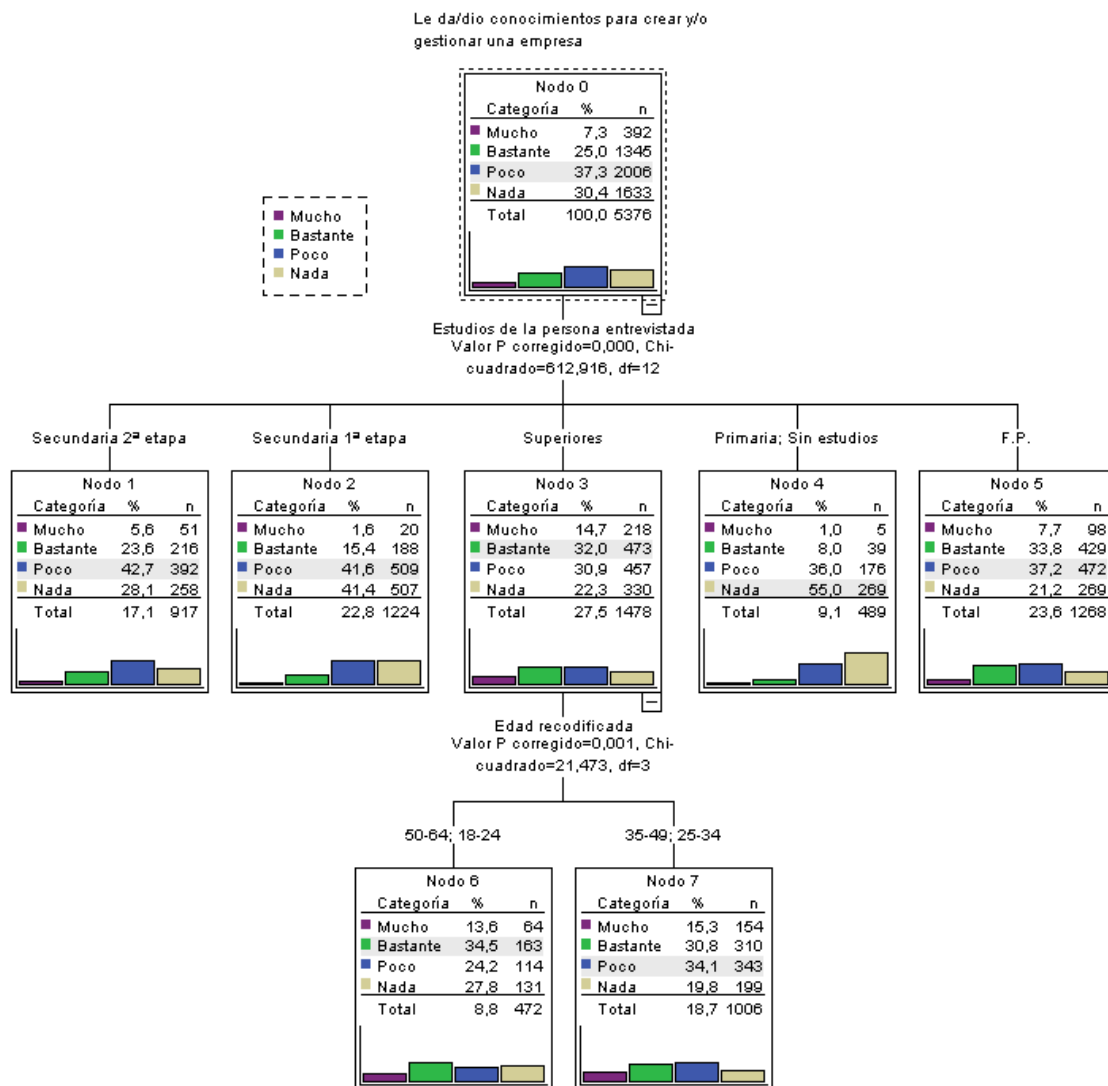 Le da/dio conocimientos para crear y/o
gestionar una empresa
Nodo 0
Categoría % n
Mucho 7,3 392
Bastante 25,0 1345
Poco 37,3 2006
Nada 30,4 1633
Total 100,0 5376
Mucho
Bastante
Poco
Nada
Estudios de la persona entrevistada
Valor P corregido=0,000, Chi-
cuadrado=612,916, df=12
Secundaria 2ª etapa
Secundaria 1ª etapa
Superiores
Primaria; Sin estudios
F.P.
Nodo 1
Categoría % n
Mucho 5,6 51
Bastante 23,6 216
Poco 42,7 392
Nada 28,1 258
Total 17,1 917
Nodo 2
Categoría % n
Mucho 1,6 20
Bastante 15,4 188
Poco 41,6 509
Nada 41,4 507
Total 22,8 1224
Nodo 3
Categoría % n
Mucho 14,7 218
Bastante 32,0 473
Poco 30,9 457
Nada 22,3 330
Total 27,5 1478
Nodo 4
Categoría % n
Mucho 1,0 5
Bastante 8,0 39
Poco 36,0 176
Nada 55,0 269
Total 9,1 489
Nodo 5
Categoría % n
Mucho 7,7 98
Bastante 33,8 429
Poco 37,2 472
Nada 21,2 269
Total 23,6 1268
Edad recodificada
Valor P corregido=0,001, Chi-
cuadrado=21,473, df=3
50-64; 18-24
35-49; 25-34
Nodo 6
Categoría % n
Mucho 13,6 64
Bastante 34,5 163
Poco 24,2 114
Nada 27,8 131
Total 8,8 472
Nodo 7
Categoría % n
Mucho 15,3 154
Bastante 30,8 310
Poco 34,1 343
Nada 19,8 199
Total 18,7 1006